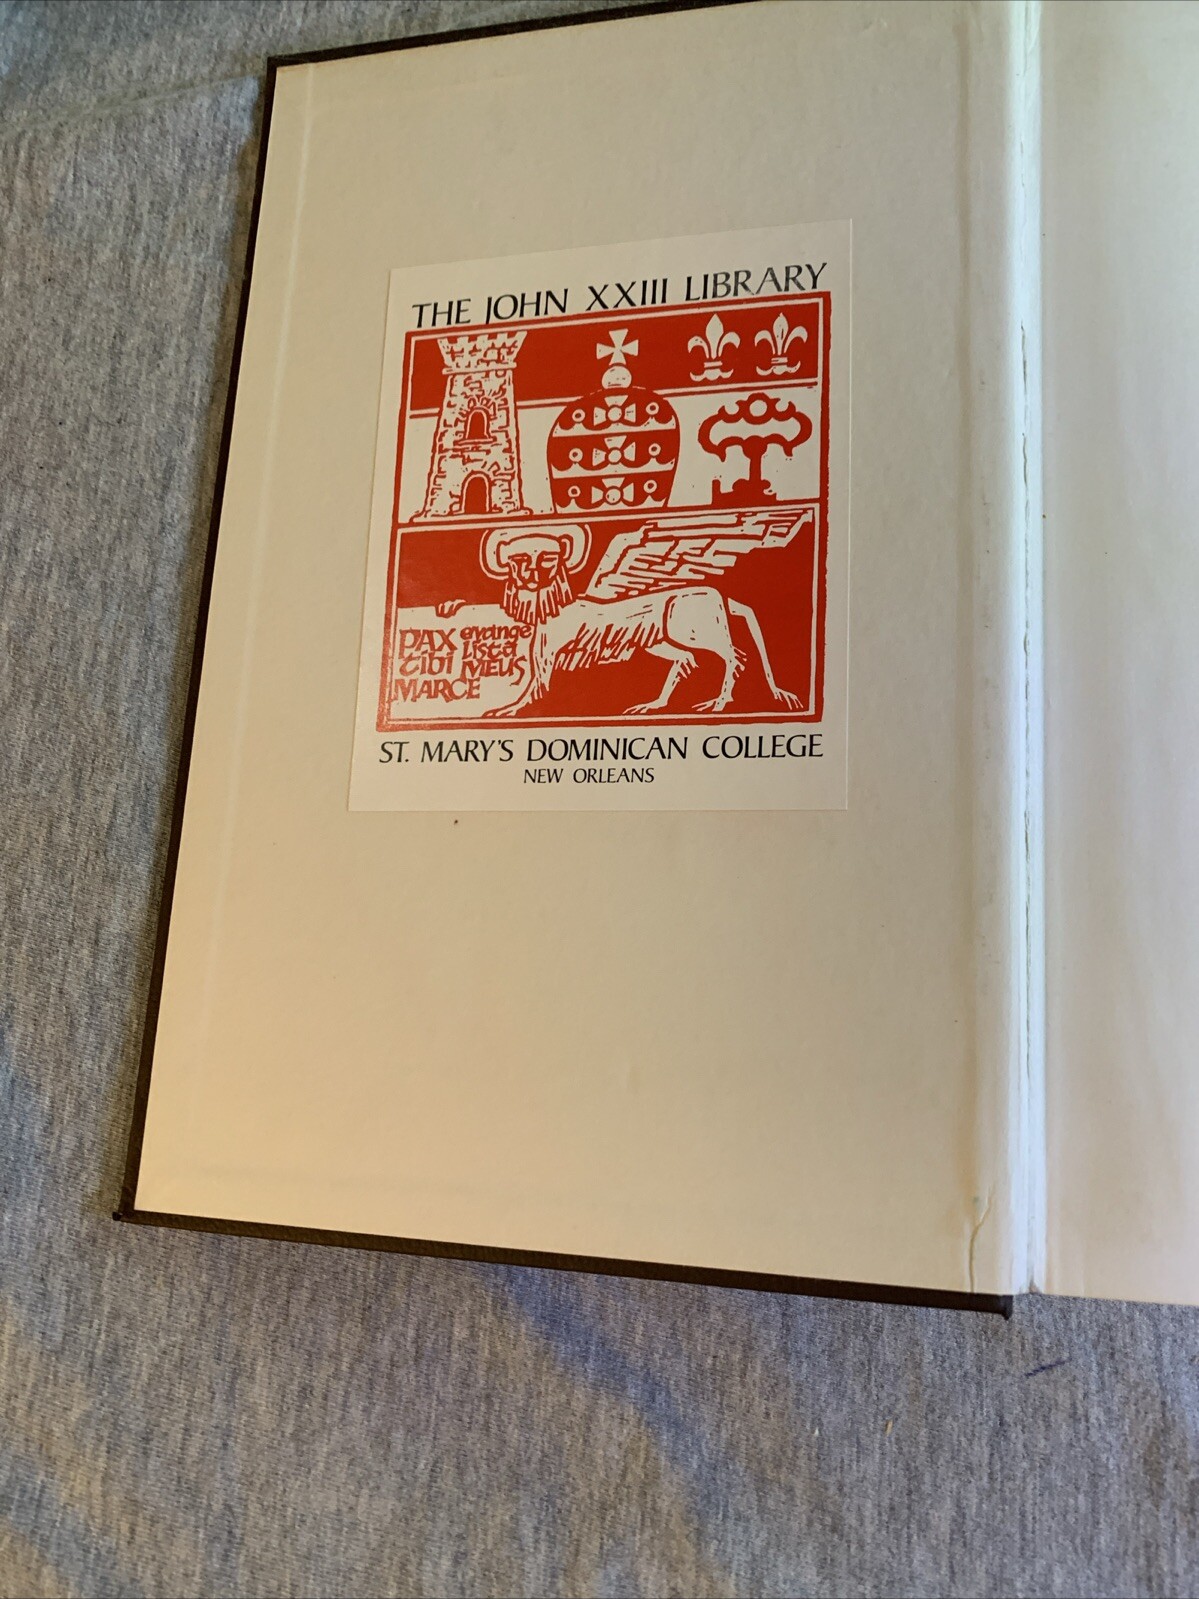 THE JOHN XXIII LIBRARY
PAX evange
tibi lista
MARCE MEUS
ST. MARY'S DOMINICAN COLLEGE
NEW ORLEANS